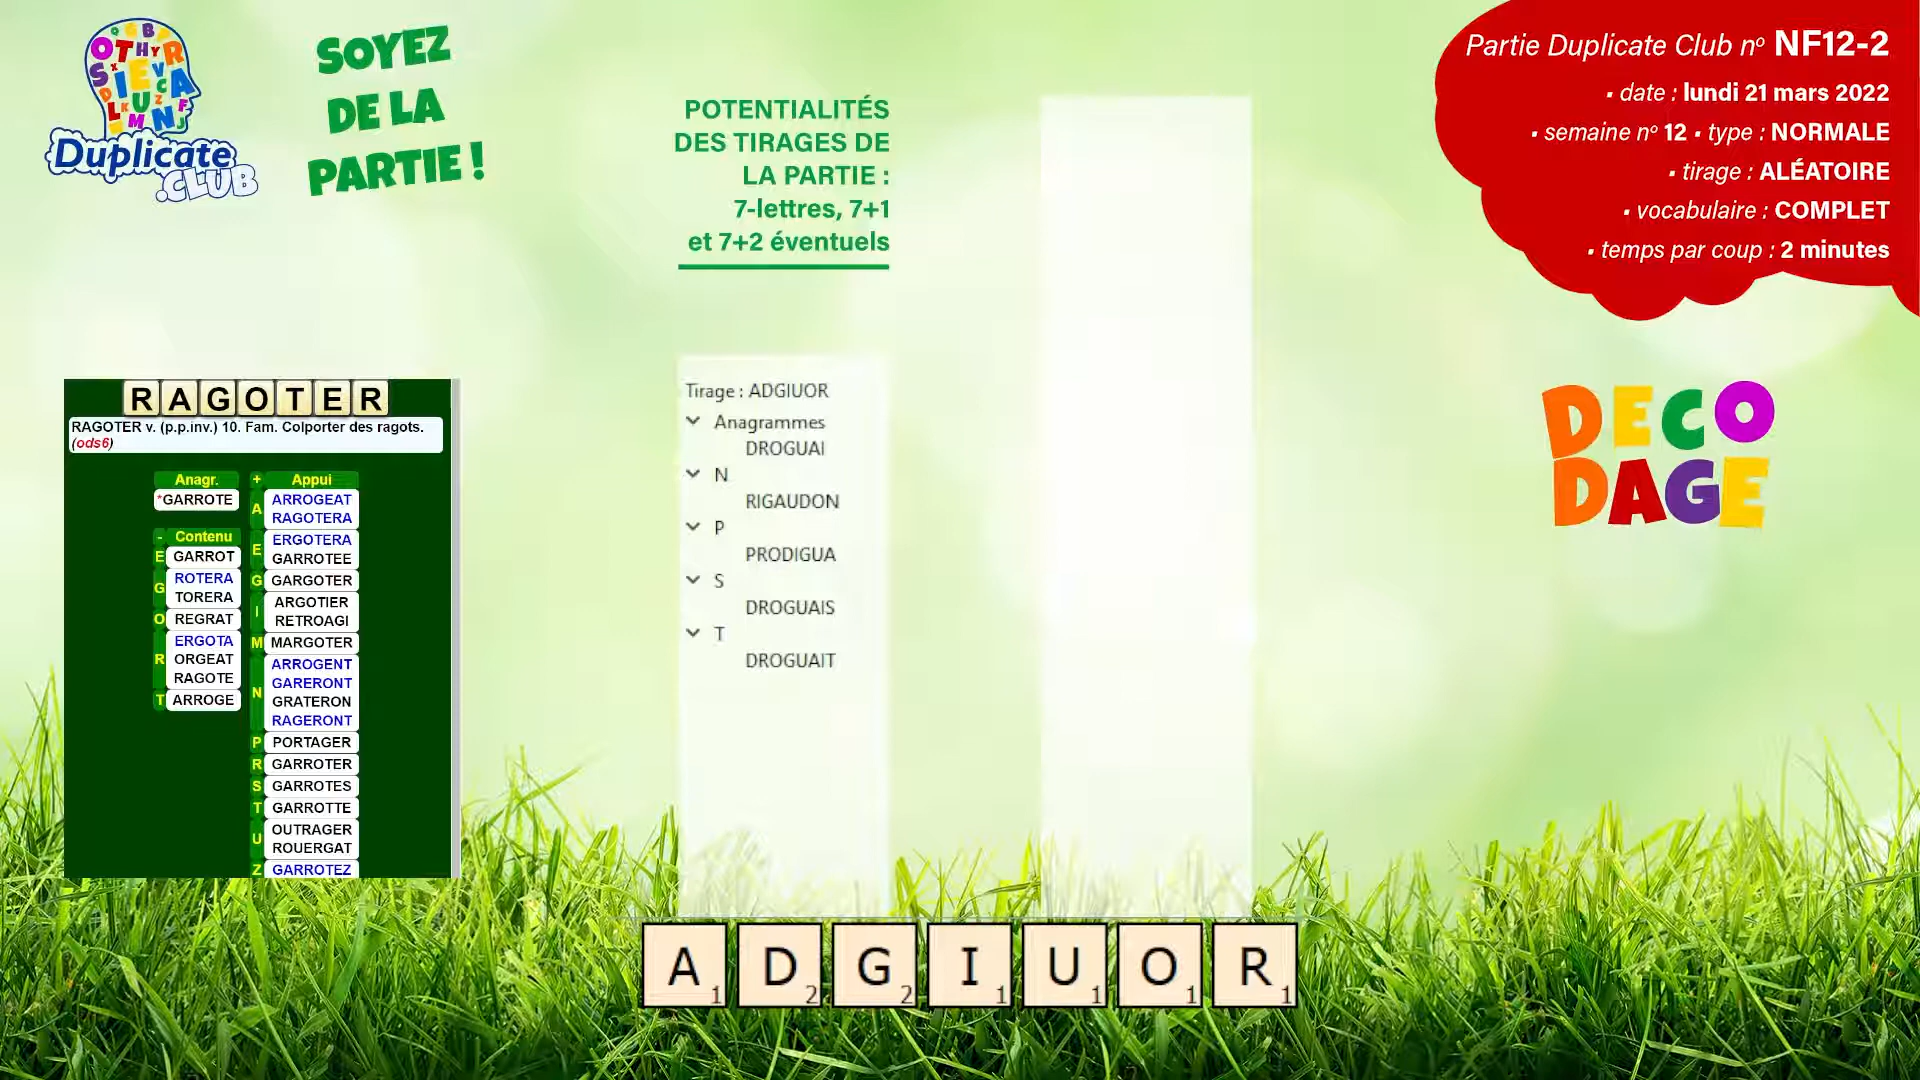 Duplicate
.CLUB
SOYEZ
DE LA
PARTIE !
POTENTIALITÉS
DES TIRAGES DE
LA PARTIE :
7-lettres, 7+1
et 7+2 éventuels
Partie Duplicate Club nº NF12-2
• date : lundi 21 mars 2022
• semaine nº 12 • type : NORMALE
• tirage : ALÉATOIRE
• vocabulaire : COMPLET
• temps par coup : 2 minutes
DECO
DAGE
RAGOTER
RAGOTER v. (p.p.inv.) 10. Fam. Colporter des ragots.
(ods6)
Anagr.
*GARROTE
- Contenu
E GARROT
G ROTERA
TORERA
O REGRAT
R ERGOTA
ORGEAT
RAGOTE
T ARROGE
+ Appui
A ARROGEAT
RAGOTERA
E ERGOTERA
GARROTEE
G GARGOTER
I ARGOTIER
RETROAGI
M MARGOTER
N ARROGENT
GARERONT
GRATERON
RAGERONT
P PORTAGER
R GARROTER
S GARROTES
T GARROTTE
U OUTRAGER
ROUERGAT
Z GARROTEZ
Tirage : ADGIUOR
Anagrammes
DROGUAI
N
RIGAUDON
P
PRODIGUA
S
DROGUAIS
T
DROGUAIT
A1 D2 G2 I1 U1 O1 R1